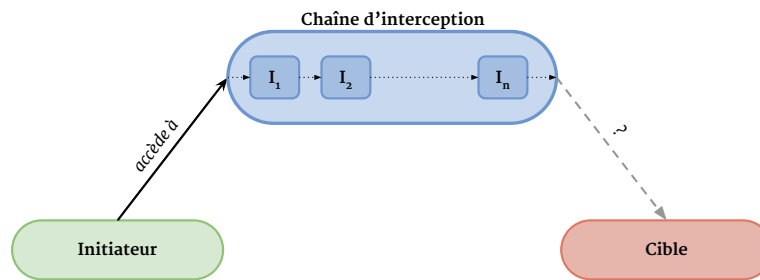 Chaîne d’interception
I1
I2
In
accède à
?
Initiateur
Cible